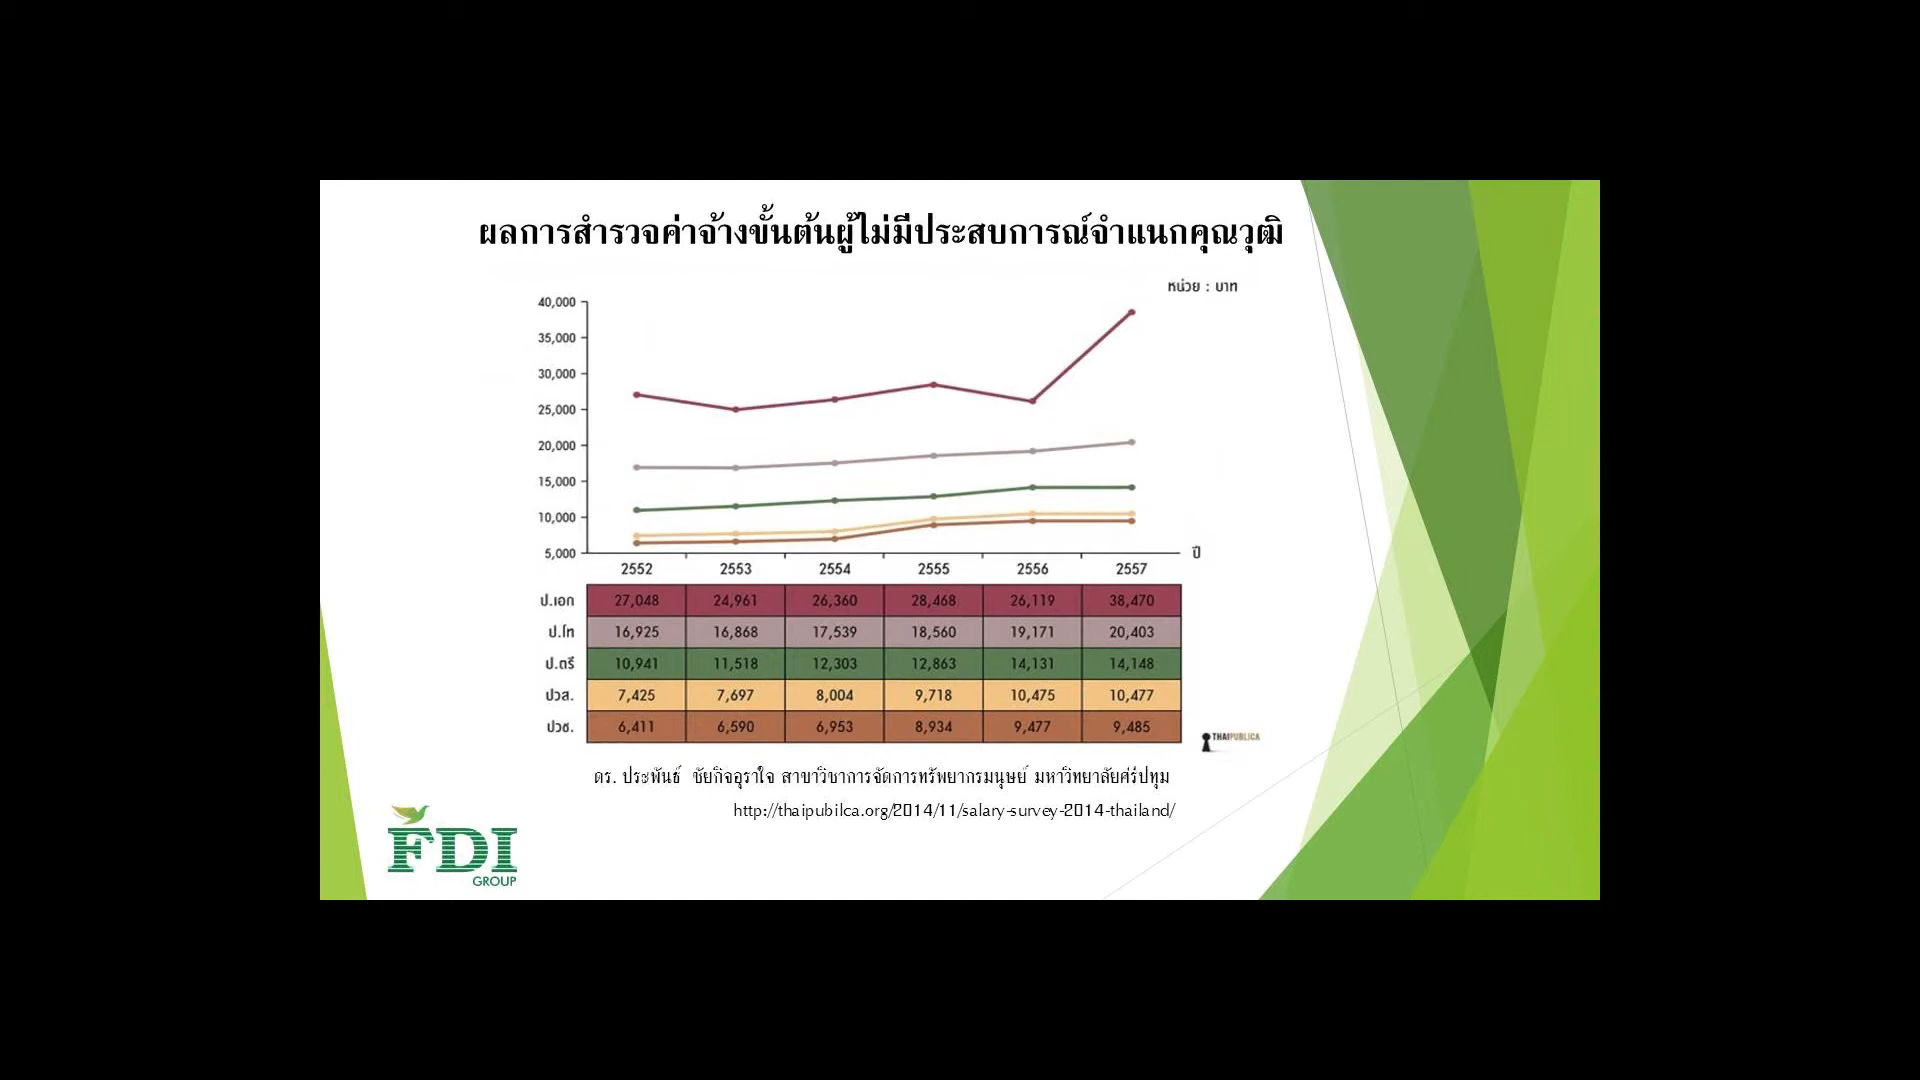 ผลการสำรวจค่าจ้างขั้นต้นผู้ไม่มีประสบการณ์จำแนกคุณวุฒิ
หน่วย : บาท
40,000
35,000
30,000
25,000
20,000
15,000
10,000
5,000
ปี
2552 2553 2554 2555 2556 2557
ป.เอก 27,048 24,961 26,360 28,468 26,119 38,470
ป.โท 16,925 16,868 17,539 18,560 19,171 20,403
ป.ตรี 10,941 11,518 12,303 12,863 14,131 14,148
ปวส. 7,425 7,697 8,004 9,718 10,475 10,477
ปวช. 6,411 6,590 6,953 8,934 9,477 9,485
THAIPUBLICA
ดร. ประพันธ์ ชัยกิจอุราใจ สาขาวิชาการจัดการทรัพยากรมนุษย์ มหาวิทยาลัยศรีปทุม
http://thaipubilca.org/2014/11/salary-survey-2014-thailand/
FDI
GROUP